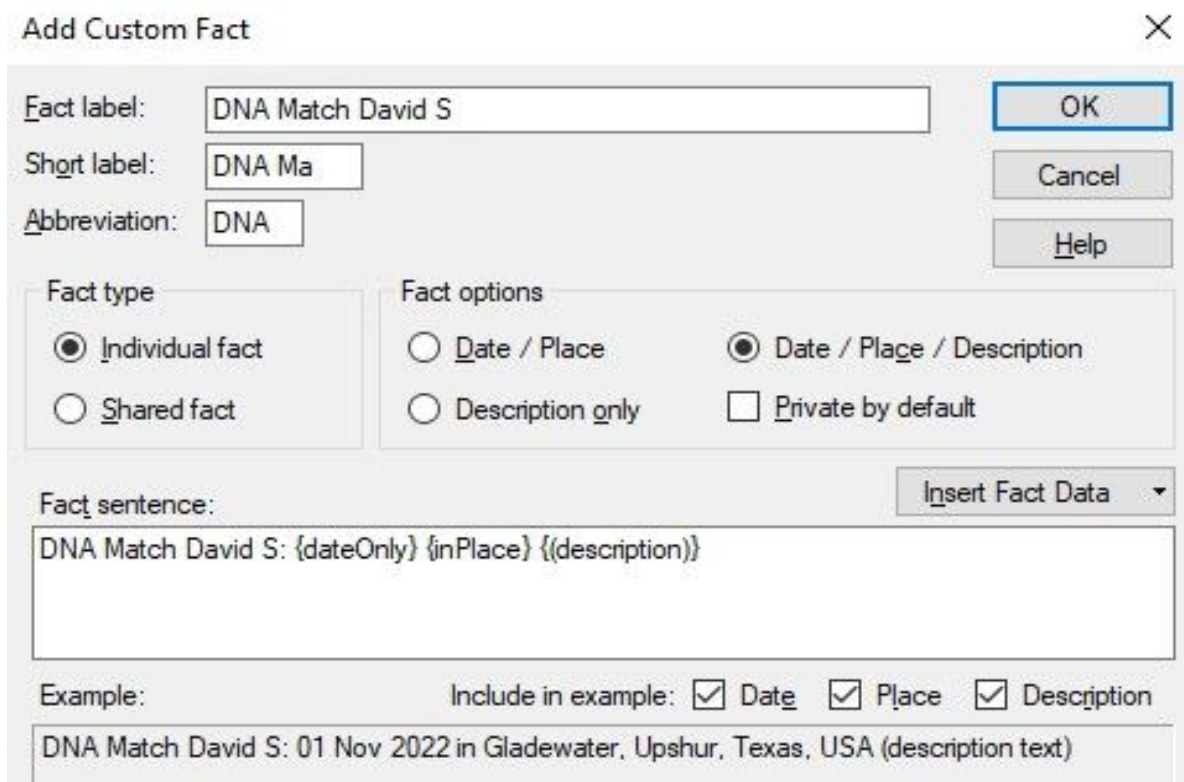 Add Custom Fact
Fact label: DNA Match David S OK
Short label: DNA Ma Cancel
Abbreviation: DNA Help
Fact type
Individual fact
Shared fact
Fact options
Date / Place Date / Place / Description
Description only Private by default
Insert Fact Data
Fact sentence:
DNA Match David S: {dateOnly} {inPlace} {(description)}
Example: Include in example: Date Place Description
DNA Match David S: 01 Nov 2022 in Gladewater, Upshur, Texas, USA (description text)